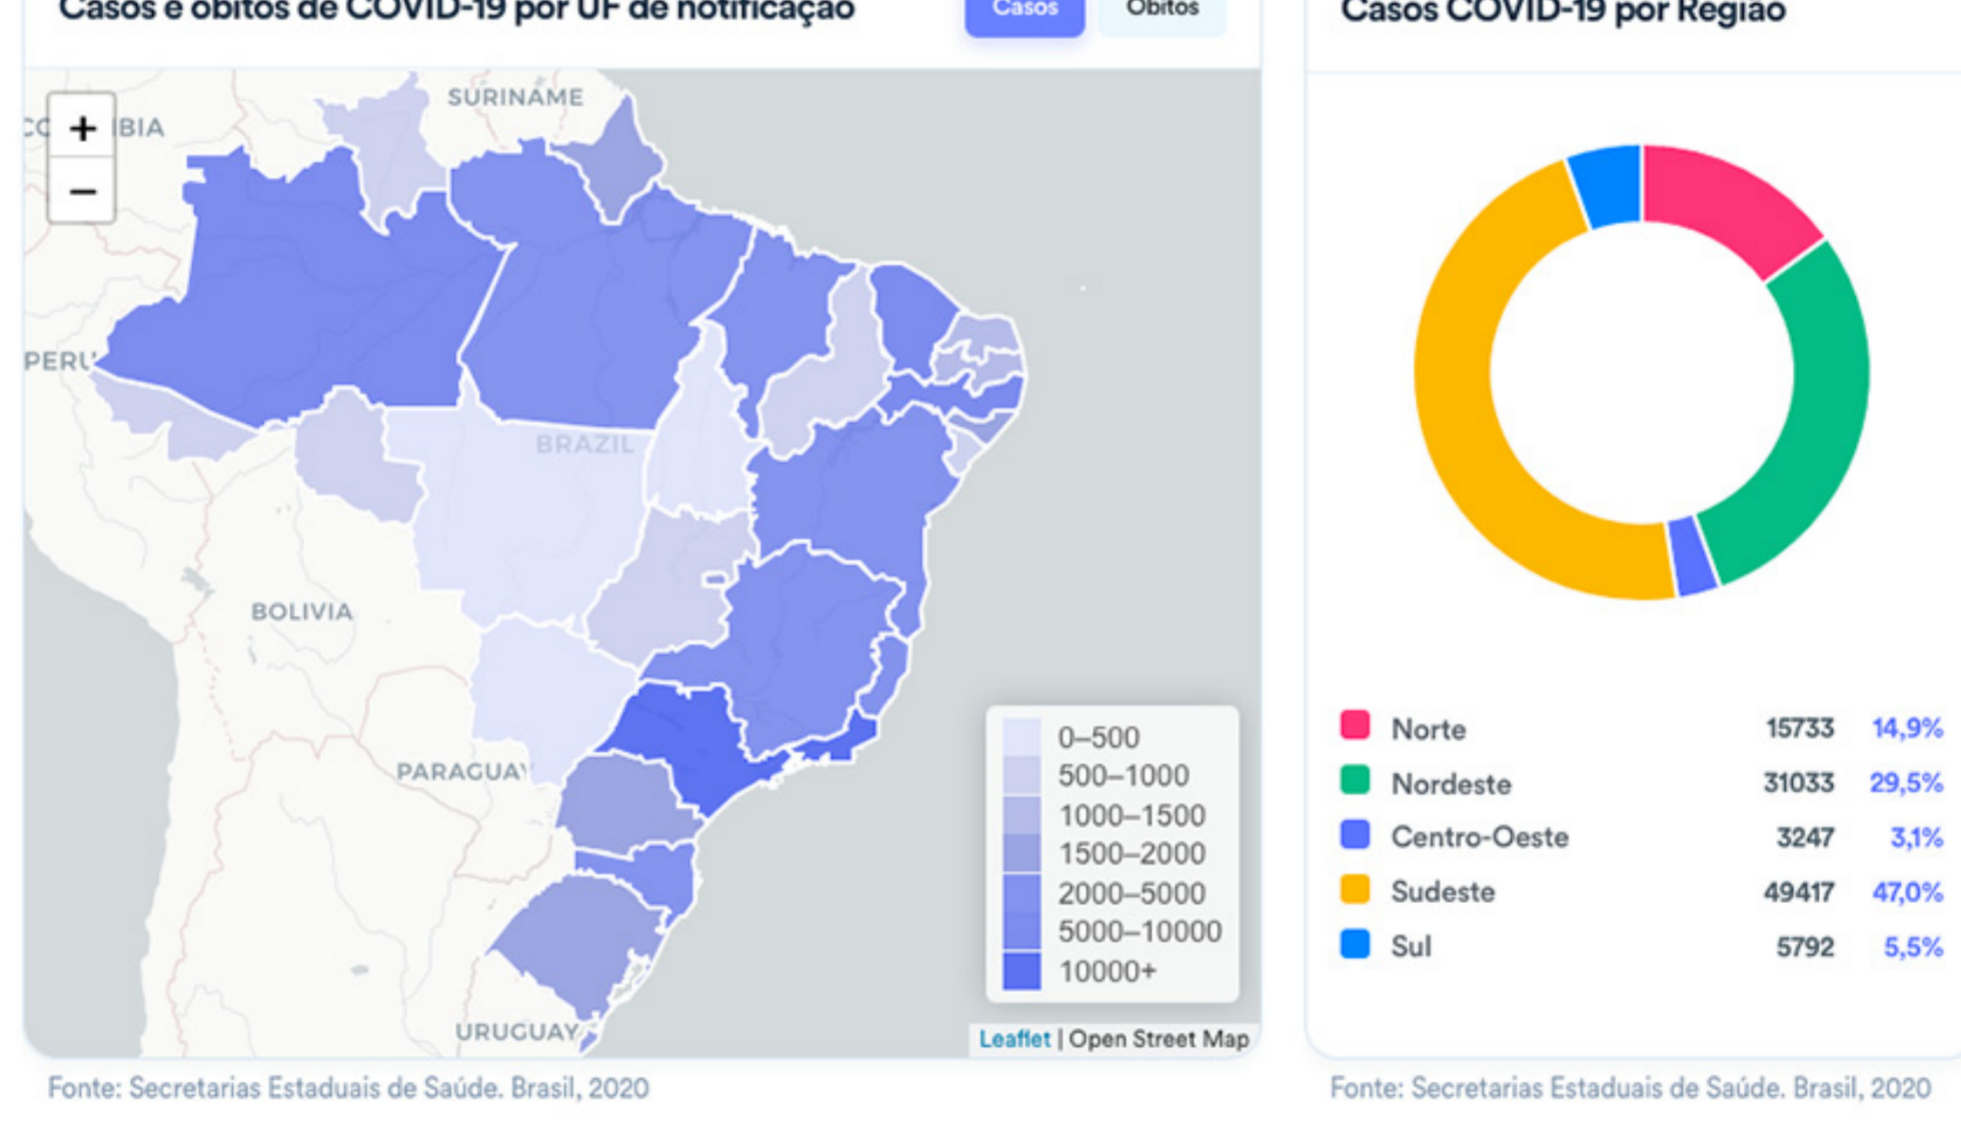 Casos e óbitos de COVID-19 por UF de notificação
Casos
Óbitos
+
−
SURINAME
IBIA
PERU
BRAZIL
BOLIVIA
PARAGUAY
URUGUAY
0–500
500–1000
1000–1500
1500–2000
2000–5000
5000–10000
10000+
Leaflet | Open Street Map
Fonte: Secretarias Estaduais de Saúde. Brasil, 2020
Casos COVID-19 por Região
Norte 15733 14,9%
Nordeste 31033 29,5%
Centro-Oeste 3247 3,1%
Sudeste 49417 47,0%
Sul 5792 5,5%
Fonte: Secretarias Estaduais de Saúde. Brasil, 2020